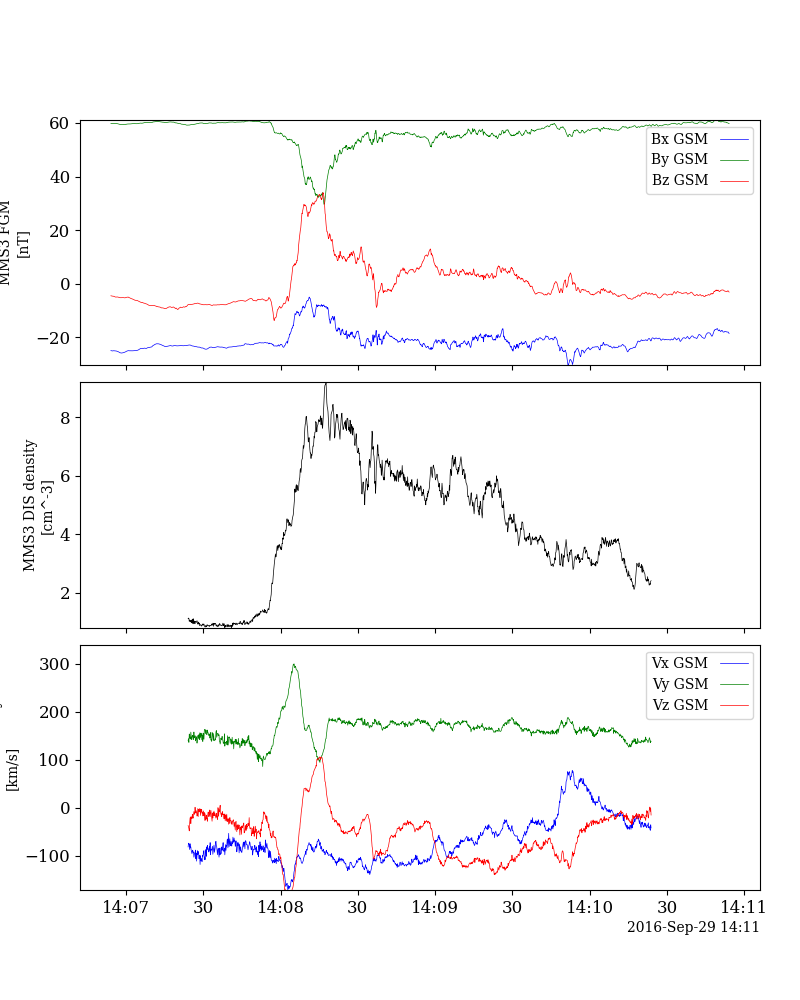 60
40
20
0
−20
MMS3 FGM
[nT]
Bx GSM
By GSM
Bz GSM
8
6
4
2
MMS3 DIS density
[cm^-3]
300
200
100
0
−100
[km/s]
Vx GSM
Vy GSM
Vz GSM
14:07 30 14:08 30 14:09 30 14:10 30 14:11
2016-Sep-29 14:11